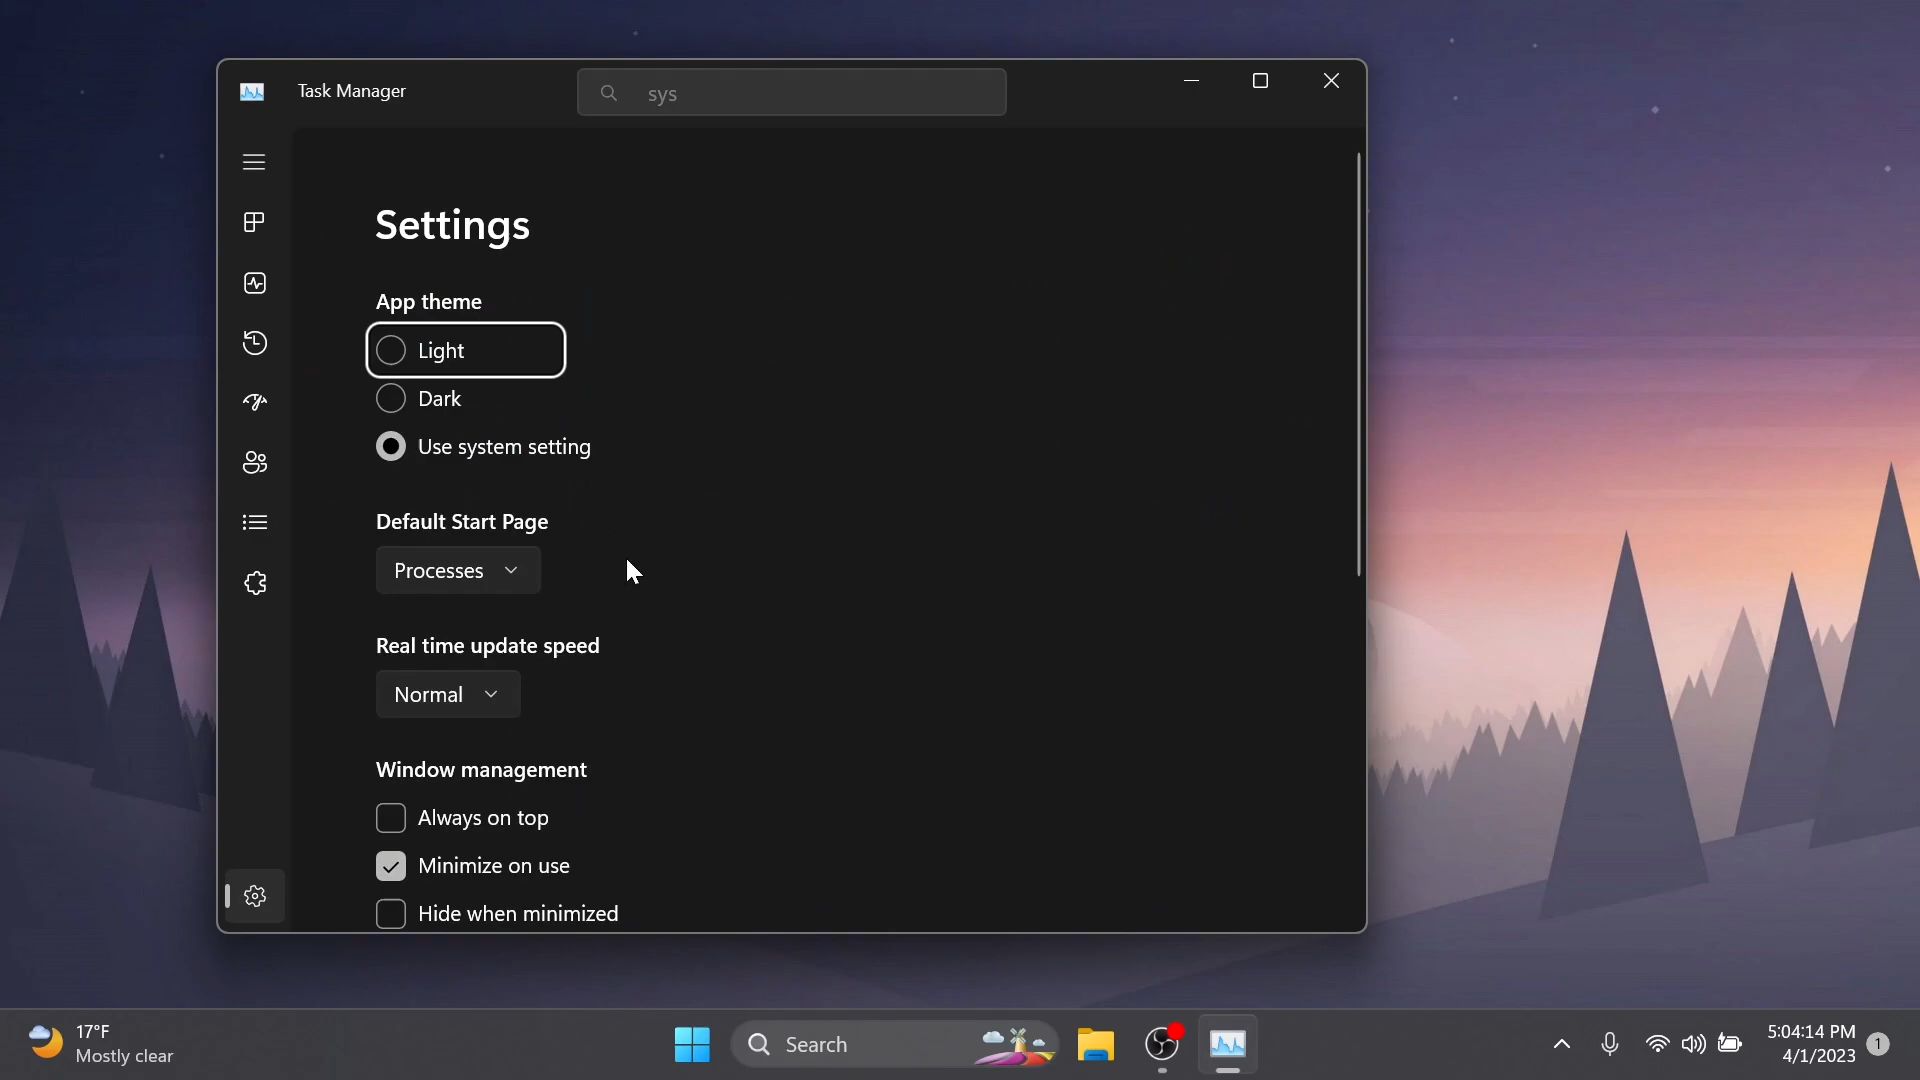 Task Manager
sys
Settings
App theme
Light
Dark
Use system setting
Default Start Page
Processes
Real time update speed
Normal
Window management
Always on top
Minimize on use
Hide when minimized
17°F
Mostly clear
Search
5:04:14 PM
4/1/2023
1